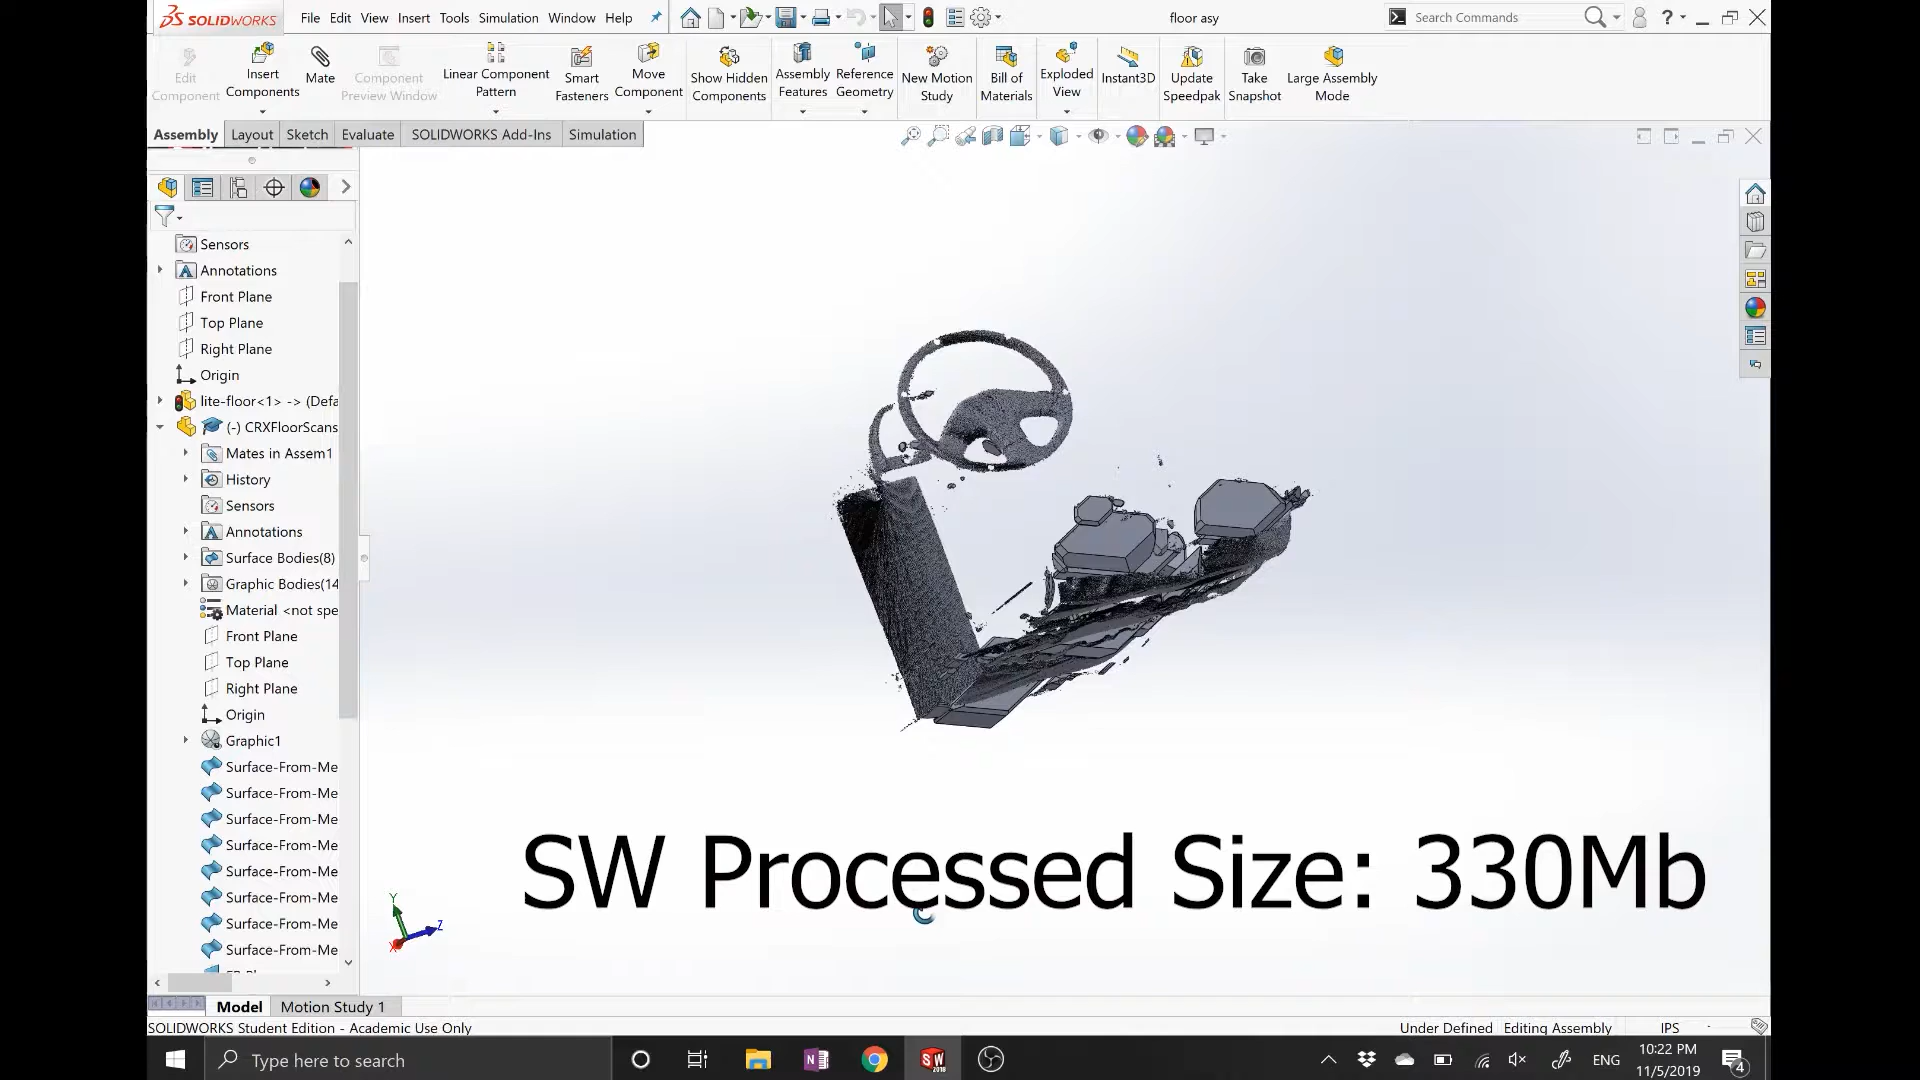 SOLIDWORKS File Edit View Insert Tools Simulation Window Help floor asy Search Commands ?
Edit Component
Insert Components
Mate
Component Preview Window
Linear Component Pattern
Smart Fasteners
Move Component
Show Hidden Components
Assembly Features
Reference Geometry
New Motion Study
Bill of Materials
Exploded View
Instant3D
Update Speedpak
Take Snapshot
Large Assembly Mode
Assembly Layout Sketch Evaluate SOLIDWORKS Add-Ins Simulation
Sensors
Annotations
Front Plane
Top Plane
Right Plane
Origin
lite-floor<1> -> (Defa
(-) CRXFloorScans
Mates in Assem1
History
Sensors
Annotations
Surface Bodies(8)
Graphic Bodies(14
Material <not spe
Front Plane
Top Plane
Right Plane
Origin
Graphic1
Surface-From-Me
Surface-From-Me
Surface-From-Me
Surface-From-Me
Surface-From-Me
Surface-From-Me
Surface-From-Me
Surface-From-Me
Y
Z
X
SW Processed Size: 330Mb
Model Motion Study 1
SOLIDWORKS Student Edition - Academic Use Only Under Defined Editing Assembly IPS -
Type here to search
SW
2018
ENG
10:22 PM
11/5/2019
4